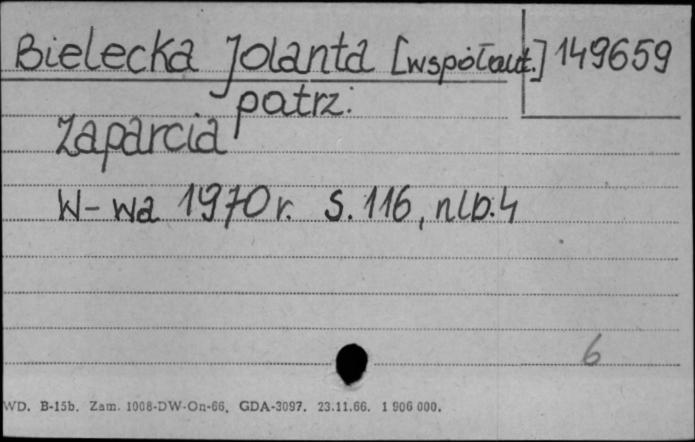 Bielecka Jolanta [współaut.] 149659
patrz:
Zaparcia
W-wa 1970 r. S. 116, nlb. 4
6
WD. B-15b. Zam. 1008-DW-On-66. GDA-3097. 23.11.66. 1 906 000.